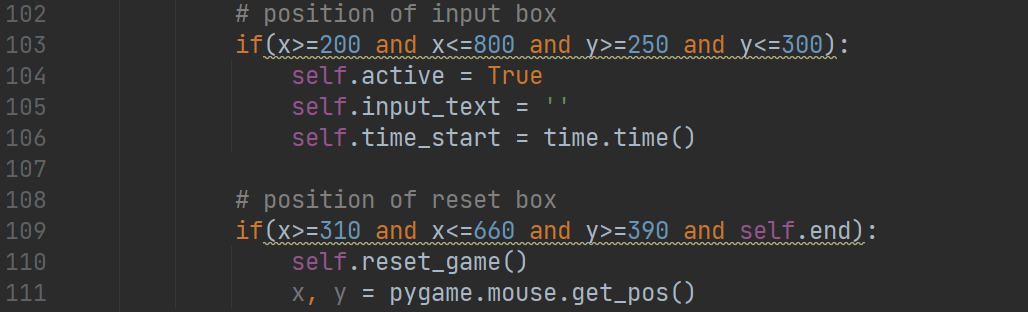 102 # position of input box
103 if(x>=200 and x<=800 and y>=250 and y<=300):
104 self.active = True
105 self.input_text = ''
106 self.time_start = time.time()
107
108 # position of reset box
109 if(x>=310 and x<=660 and y>=390 and self.end):
110 self.reset_game()
111 x, y = pygame.mouse.get_pos()